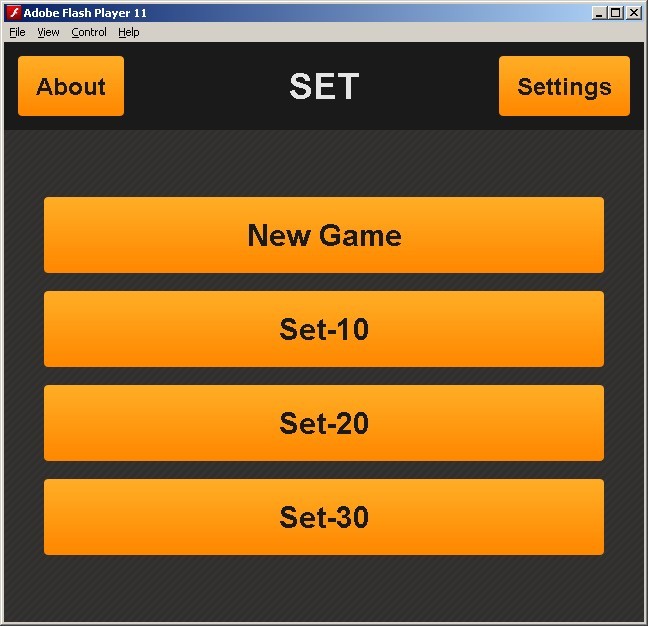 Adobe Flash Player 11
File View Control Help
About SET Settings
New Game
Set-10
Set-20
Set-30